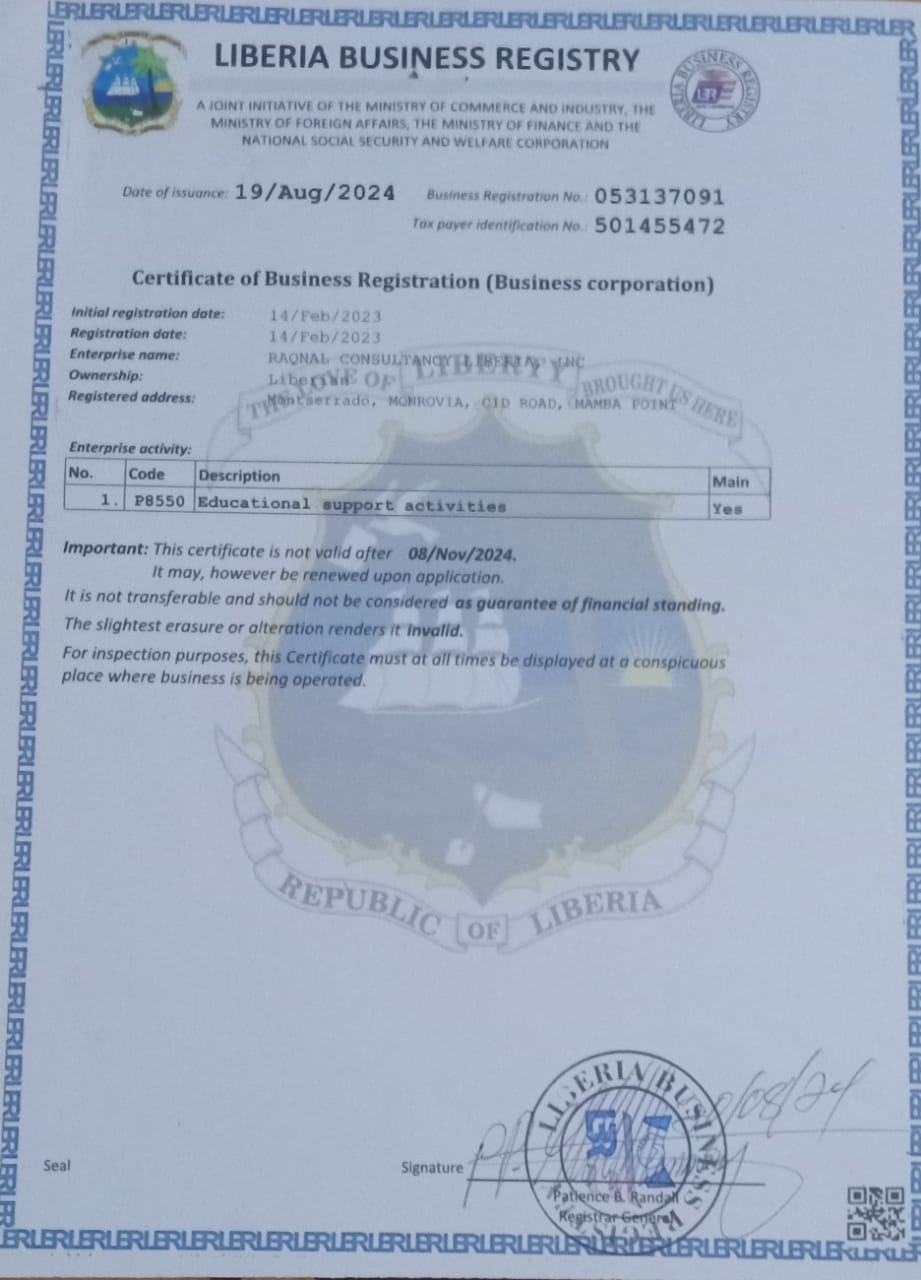 LIBERIA BUSINESS REGISTRY
A JOINT INITIATIVE OF THE MINISTRY OF COMMERCE AND INDUSTRY, THE
MINISTRY OF FOREIGN AFFAIRS, THE MINISTRY OF FINANCE AND THE
NATIONAL SOCIAL SECURITY AND WELFARE CORPORATION
LIBERIA BUSINESS REGISTRY
LBR
Date of issuance: 19/Aug/2024 Business Registration No.: 053137091
Tax payer identification No.: 501455472
Certificate of Business Registration (Business corporation)
Initial registration date: 14/Feb/2023
Registration date: 14/Feb/2023
Enterprise name: RAQNAL CONSULTANCY LIBERIA, INC
Ownership: Liberian
Registered address: Montserrado, MONROVIA, CID ROAD, MAMBA POINT
THE LOVE OF LIBERTY BROUGHT US HERE
Enterprise activity:
No. Code Description Main
1. P8550 Educational support activities Yes
Important: This certificate is not valid after 08/Nov/2024.
It may, however be renewed upon application.
It is not transferable and should not be considered as guarantee of financial standing.
The slightest erasure or alteration renders it invalid.
For inspection purposes, this Certificate must at all times be displayed at a conspicuous
place where business is being operated.
REPUBLIC OF LIBERIA
LIBERIA BUSINESS
/08/24
Seal Signature
Patience B. Randall
Registrar General